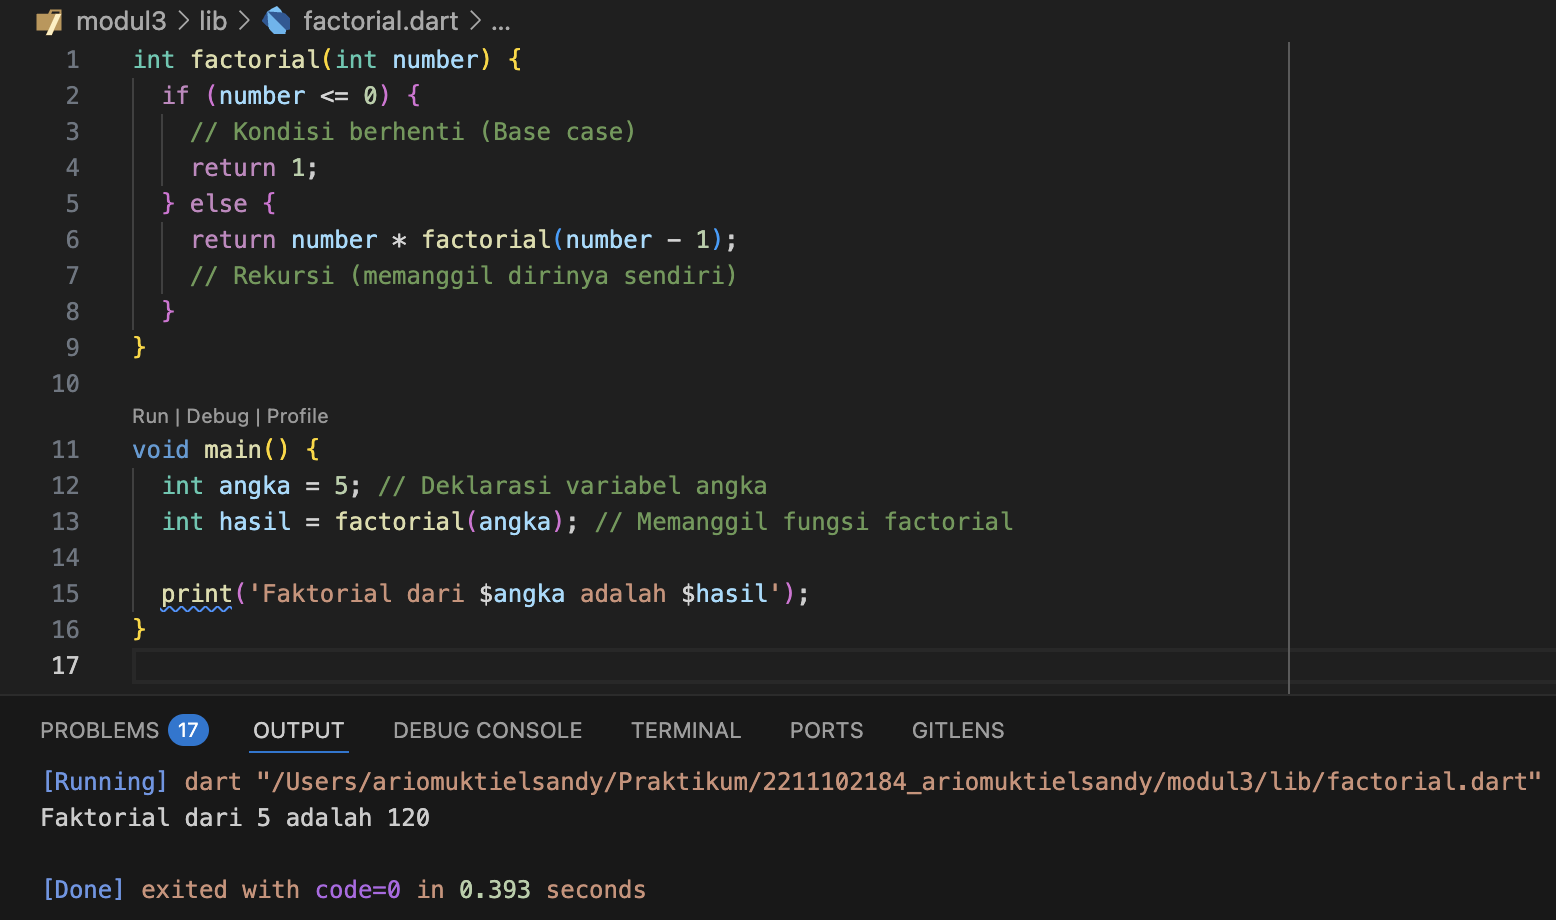 modul3 > lib > factorial.dart > ...
1 int factorial(int number) {
2   if (number <= 0) {
3     // Kondisi berhenti (Base case)
4     return 1;
5   } else {
6     return number * factorial(number - 1);
7     // Rekursi (memanggil dirinya sendiri)
8   }
9 }
10
Run | Debug | Profile
11 void main() {
12   int angka = 5; // Deklarasi variabel angka
13   int hasil = factorial(angka); // Memanggil fungsi factorial
14
15   print('Faktorial dari $angka adalah $hasil');
16 }
17
PROBLEMS 17 OUTPUT DEBUG CONSOLE TERMINAL PORTS GITLENS
[Running] dart "/Users/ariomuktielsandy/Praktikum/2211102184_ariomuktielsandy/modul3/lib/factorial.dart"
Faktorial dari 5 adalah 120
[Done] exited with code=0 in 0.393 seconds